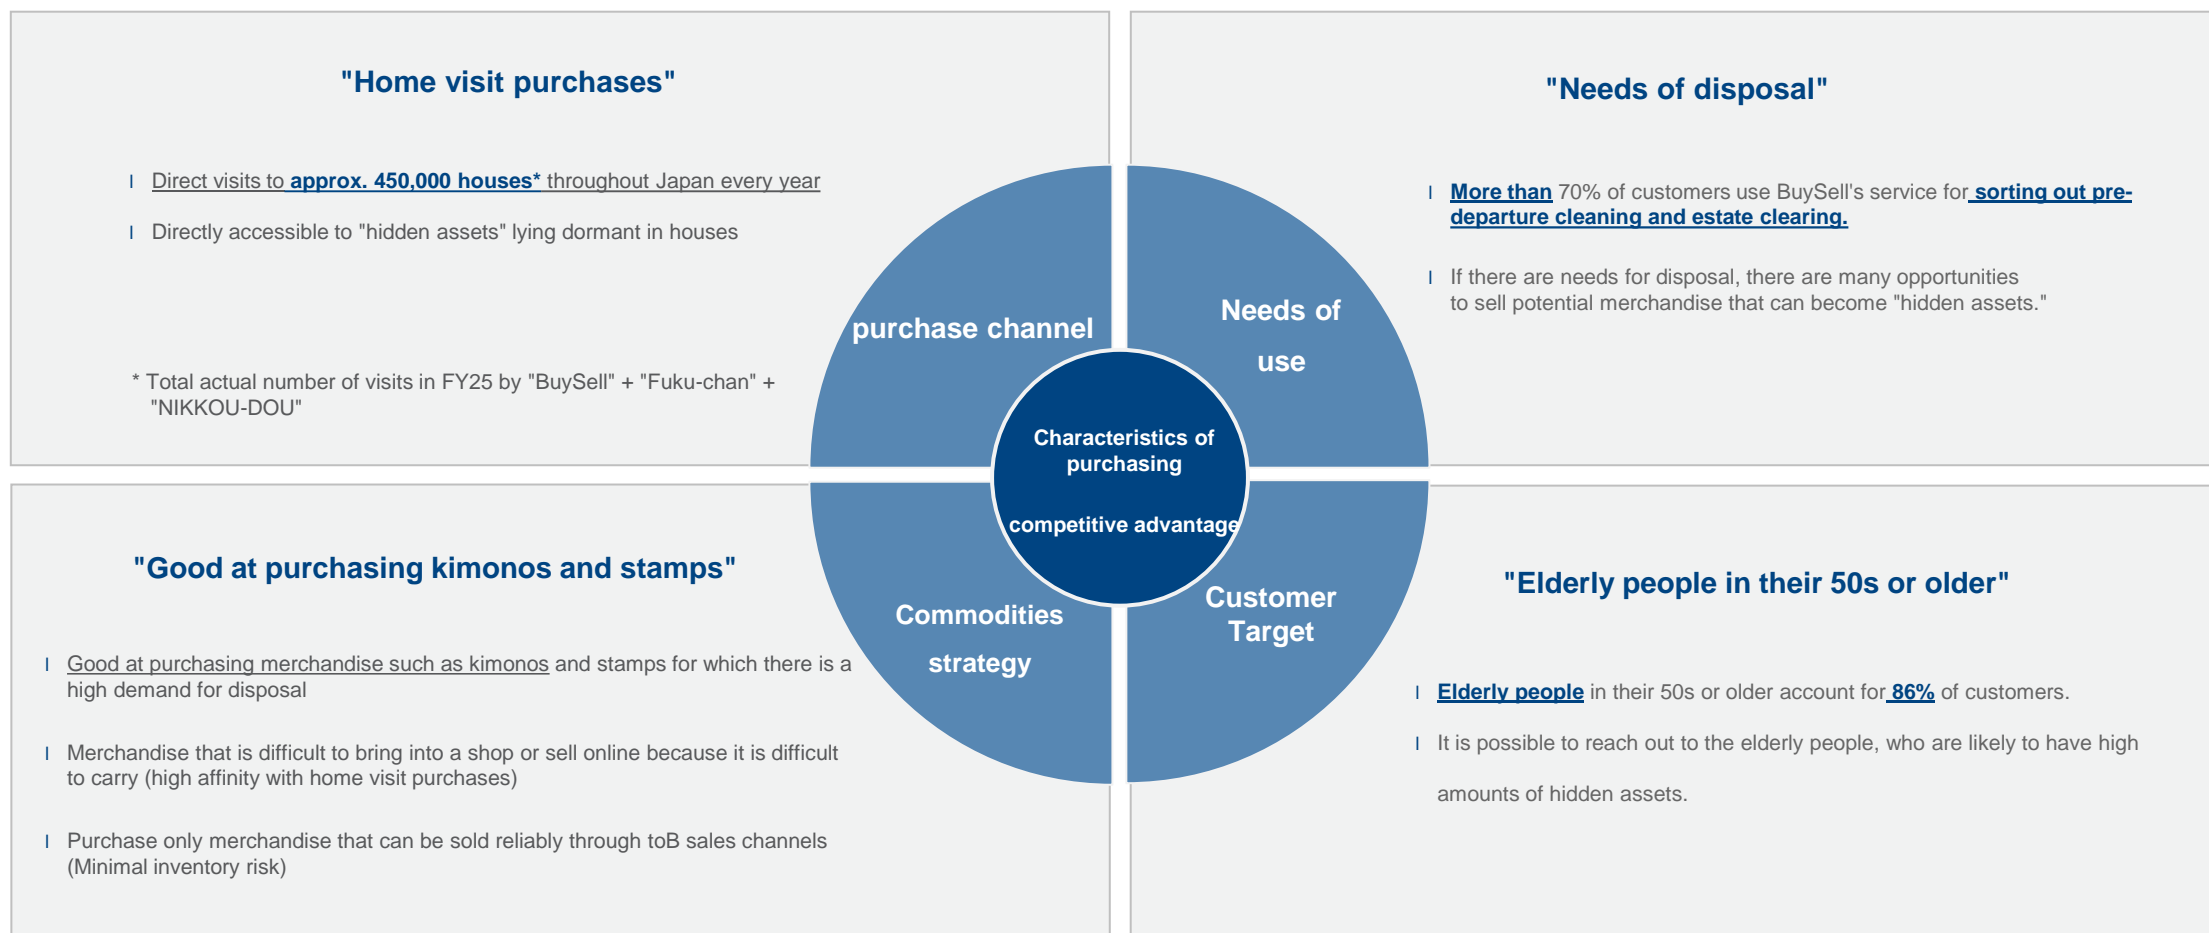 "Home visit purchases"
l Direct visits to approx. 450,000 houses* throughout Japan every year
l Directly accessible to "hidden assets" lying dormant in houses
* Total actual number of visits in FY25 by "BuySell" + "Fuku-chan" +
"NIKKOU-DOU"
purchase channel
"Needs of disposal"
l More than 70% of customers use BuySell's service for sorting out pre-
departure cleaning and estate clearing.
l If there are needs for disposal, there are many opportunities
to sell potential merchandise that can become "hidden assets."
Needs of
use
Characteristics of
purchasing
competitive advantage
"Good at purchasing kimonos and stamps"
l Good at purchasing merchandise such as kimonos and stamps for which there is a
high demand for disposal
l Merchandise that is difficult to bring into a shop or sell online because it is difficult
to carry (high affinity with home visit purchases)
l Purchase only merchandise that can be sold reliably through toB sales channels
(Minimal inventory risk)
Commodities
strategy
Customer
Target
"Elderly people in their 50s or older"
l Elderly people in their 50s or older account for 86% of customers.
l It is possible to reach out to the elderly people, who are likely to have high
amounts of hidden assets.